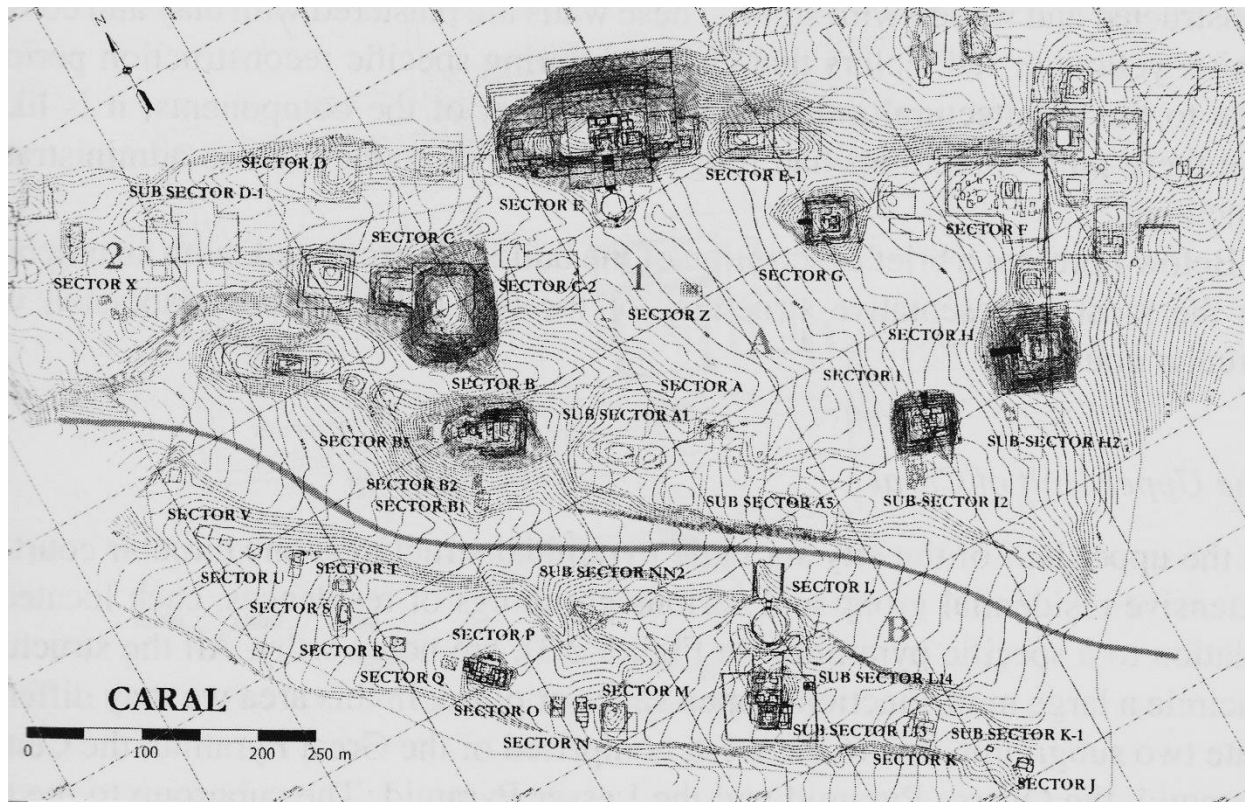 SECTOR D
SUB SECTOR D-1
SECTOR E-1
SECTOR E
SECTOR F
SECTOR C
2
SECTOR G
SECTOR X
SECTOR C-2
1
SECTOR Z
SECTOR H
A
SECTOR B
SECTOR A
SECTOR I
SUB SECTOR A1
SECTOR B5
SUB-SECTOR H2
SECTOR B2
SECTOR B1
SUB SECTOR A5
SUB-SECTOR I2
SECTOR V
SECTOR U
SECTOR T
SUB SECTOR NN2
SECTOR L
SECTOR S
B
SECTOR R
SECTOR P
SECTOR Q
SUB SECTOR L14
CARAL
SECTOR O
SECTOR M
SUB SECTOR L13
SUB SECTOR K-1
SECTOR N
SECTOR K
0 50 100 150 200 250 m
SECTOR J